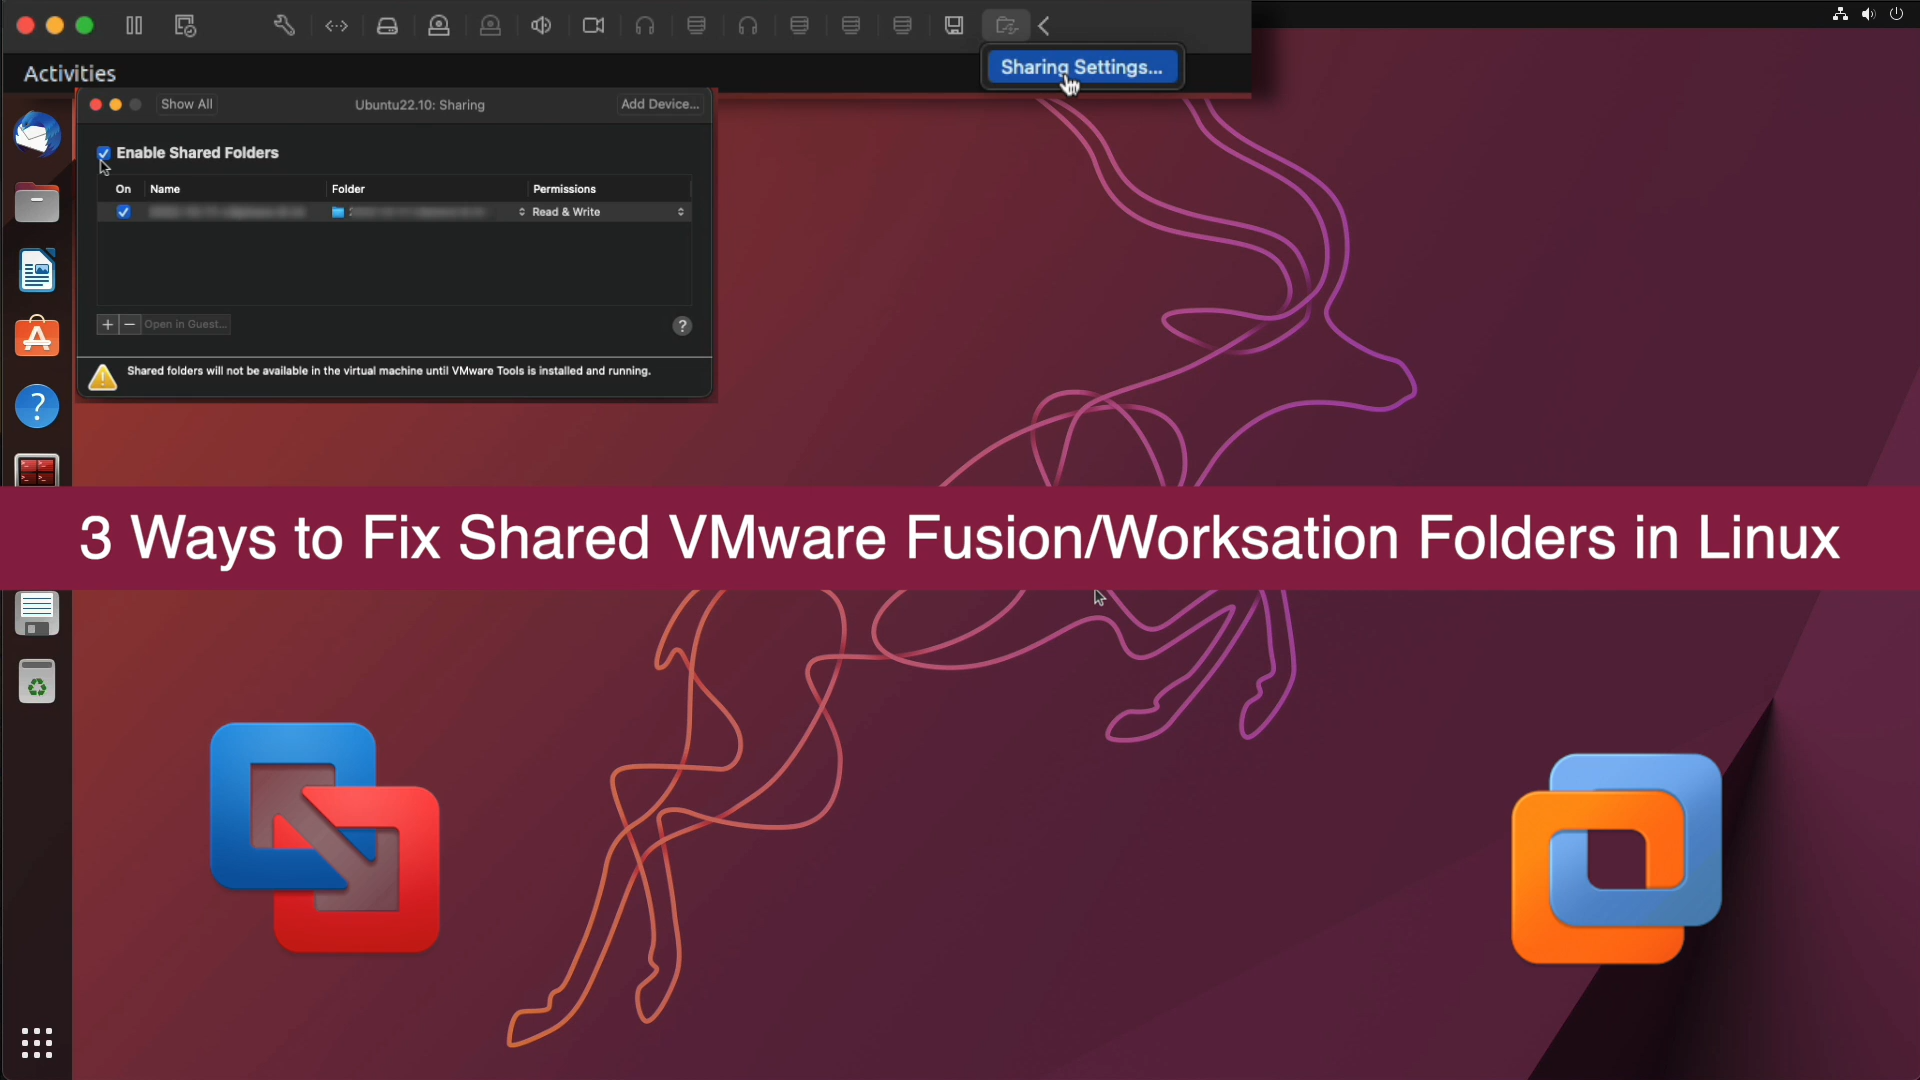 Sharing Settings...
Activities
Show All
Ubuntu22.10: Sharing
Add Device...
Enable Shared Folders
On Name Folder Permissions
Read & Write
+ − Open in Guest...
?
Shared folders will not be available in the virtual machine until VMware Tools is installed and running.
3 Ways to Fix Shared VMware Fusion/Worksation Folders in Linux